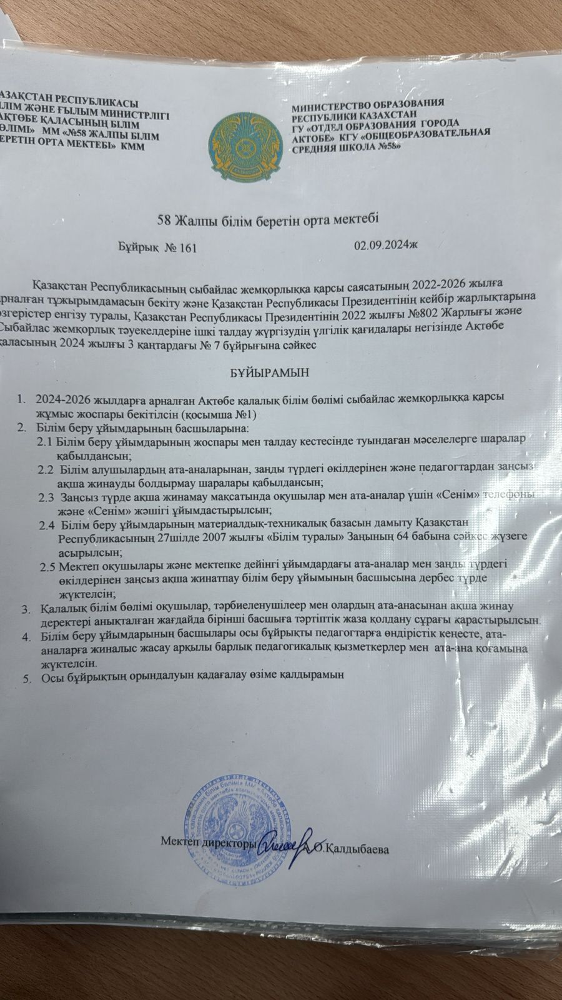 АЗАҚСТАН РЕСПУБЛИКАСЫ
ІЛІМ ЖӘНЕ ҒЫЛЫМ МИНИСТРЛІГІ
АҚТӨБЕ ҚАЛАСЫНЫҢ БІЛІМ
ӨЛІМІ» ММ «№58 ЖАЛПЫ БІЛІМ
ЕРЕТІН ОРТА МЕКТЕБІ» КММ
МИНИСТЕРСТВО ОБРАЗОВАНИЯ
РЕСПУБЛИКИ КАЗАХСТАН
ГУ «ОТДЕЛ ОБРАЗОВАНИЯ ГОРОДА
АКТОБЕ» КГУ «ОБЩЕОБРАЗОВАТЕЛЬНАЯ
СРЕДНЯЯ ШКОЛА №58»
58 Жалпы білім беретін орта мектебі
Бұйрық № 161 02.09.2024ж
Қазақстан Республикасының сыбайлас жемқорлыққа қарсы саясатының 2022-2026 жылға
рналған тұжырымдамасын бекіту және Қазақстан Республикасы Президентінің кейбір жарлықтарына
өзгерістер енгізу туралы, Қазақстан Республикасы Президентінің 2022 жылғы №802 Жарлығы және
Сыбайлас жемқорлық тәуекелдеріне ішкі талдау жүргізудің үлгілік қағидалары негізінде Ақтөбе
қаласының 2024 жылғы 3 қаңтардағы № 7 бұйрығына сәйкес
БҰЙЫРАМЫН
1. 2024-2026 жылдарға арналған Ақтөбе қалалық білім бөлімі сыбайлас жемқорлыққа қарсы
жұмыс жоспары бекітілсін (қосымша №1)
2. Білім беру ұйымдарының басшыларына:
2.1 Білім беру ұйымдарының жоспары мен талдау кестесінде туындаған мәселелерге шаралар
қабылдансын;
2.2 Білім алушылардың ата-аналарынан, заңды түрдегі өкілдерінен және педагогтардан заңсыз
ақша жинауды болдырмау шаралары қабылдансын;
2.3 Заңсыз түрде ақша жинамау мақсатында оқушылар мен ата-аналар үшін «Сенім» телефоны
және «Сенім» жәшігі ұйымдастырылсын;
2.4 Білім беру ұйымдарының материалдық-техникалық базасын дамыту Қазақстан
Республикасының 27шілде 2007 жылғы «Білім туралы» Заңының 64 бабына сәйкес жүзеге
асырылсын;
2.5 Мектеп оқушылары және мектепке дейінгі ұйымдардағы ата-аналар мен заңды түрдегі
өкілдерінен заңсыз ақша жинатпау білім беру ұйымының басшысына дербес түрде
жүктелсін;
3. Қалалық білім бөлімі оқушылар, тәрбиеленушілеер мен олардың ата-анасынан ақша жинау
деректері анықталған жағдайда бірінші басшыға тәртіптік жаза қолдану сұрағы қарастырылсын.
4. Білім беру ұйымдарының басшылары осы бұйрықты педагогтарға өндірістік кеңесте, ата-
аналарға жиналыс жасау арқылы барлық педагогикалық қызметкерлер мен ата-ана қоғамына
жүктелсін.
5. Осы бұйрықтың орындалуын қадағалау өзіме қалдырамын
Мектеп директоры А.О.Қалдыбаева